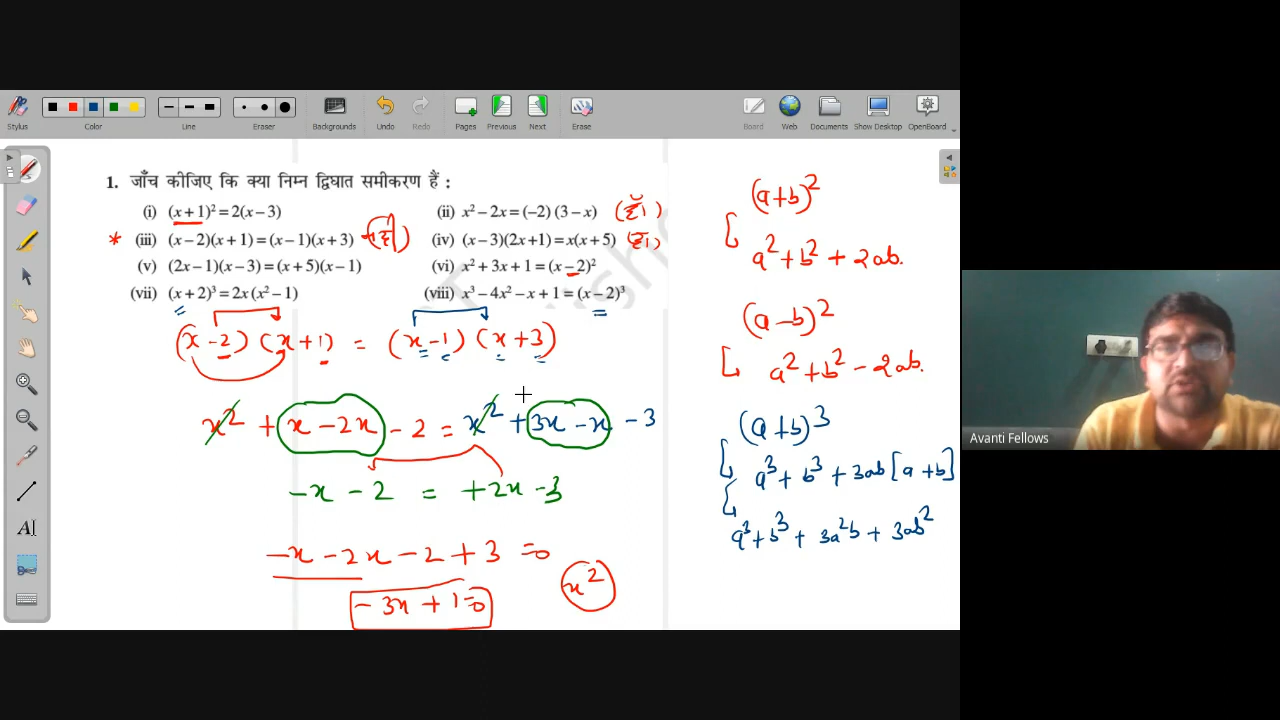 Stylus Color Line Eraser Backgrounds Undo Redo Pages Previous Next Erase Board Web Documents Show Desktop OpenBoard
1. जाँच कीजिए कि क्या निम्न द्विघात समीकरण हैं :
(i) (x + 1)² = 2(x – 3) (ii) x² – 2x = (–2) (3 – x) (हाँ)
* (iii) (x – 2)(x + 1) = (x – 1)(x + 3) (iv) (x – 3)(2x + 1) = x(x + 5) (हाँ)
(v) (2x – 1)(x – 3) = (x + 5)(x – 1) (vi) x² + 3x + 1 = (x – 2)²
(vii) (x + 2)³ = 2x(x² – 1) (viii) x³ – 4x² – x + 1 = (x – 2)³
(x - 2) (x + 1) = (x - 1) (x + 3)
x² + x - 2x - 2 = x² + 3x - x - 3
-x - 2 = +2x - 3
-x - 2x - 2 + 3 = 0
x²
-3x + 1 = 0
(a+b)²
a² + b² + 2ab.
(a-b)²
a² + b² - 2ab.
(a+b)³
a³ + b³ + 3ab[a+b]
a³ + b³ + 3a²b + 3ab²
Avanti Fellows